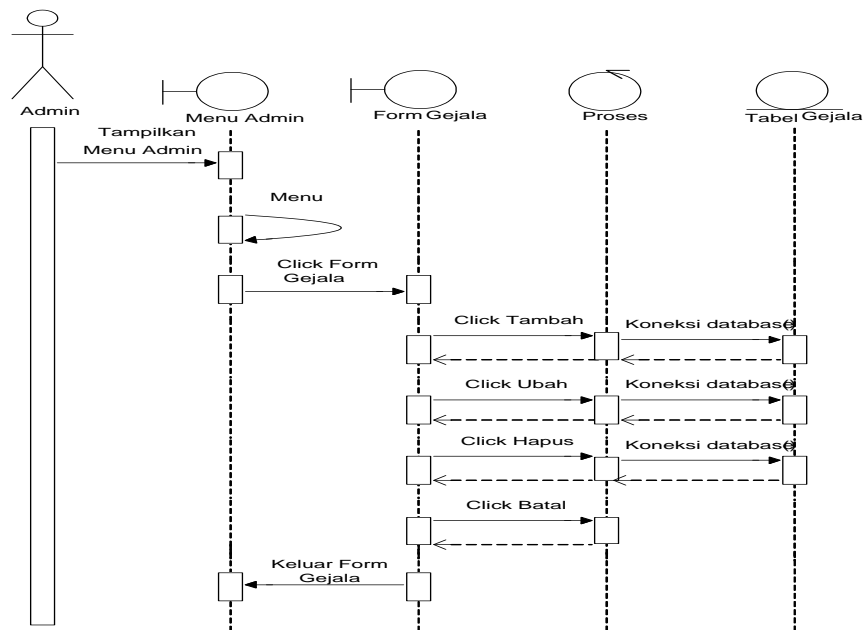 Admin
Menu Admin
Form Gejala
Proses
Tabel Gejala
Tampilkan
Menu Admin
Menu
Click Form
Gejala
Click Tambah
Koneksi database()
Click Ubah
Koneksi database()
Click Hapus
Koneksi database()
Click Batal
Keluar Form
Gejala